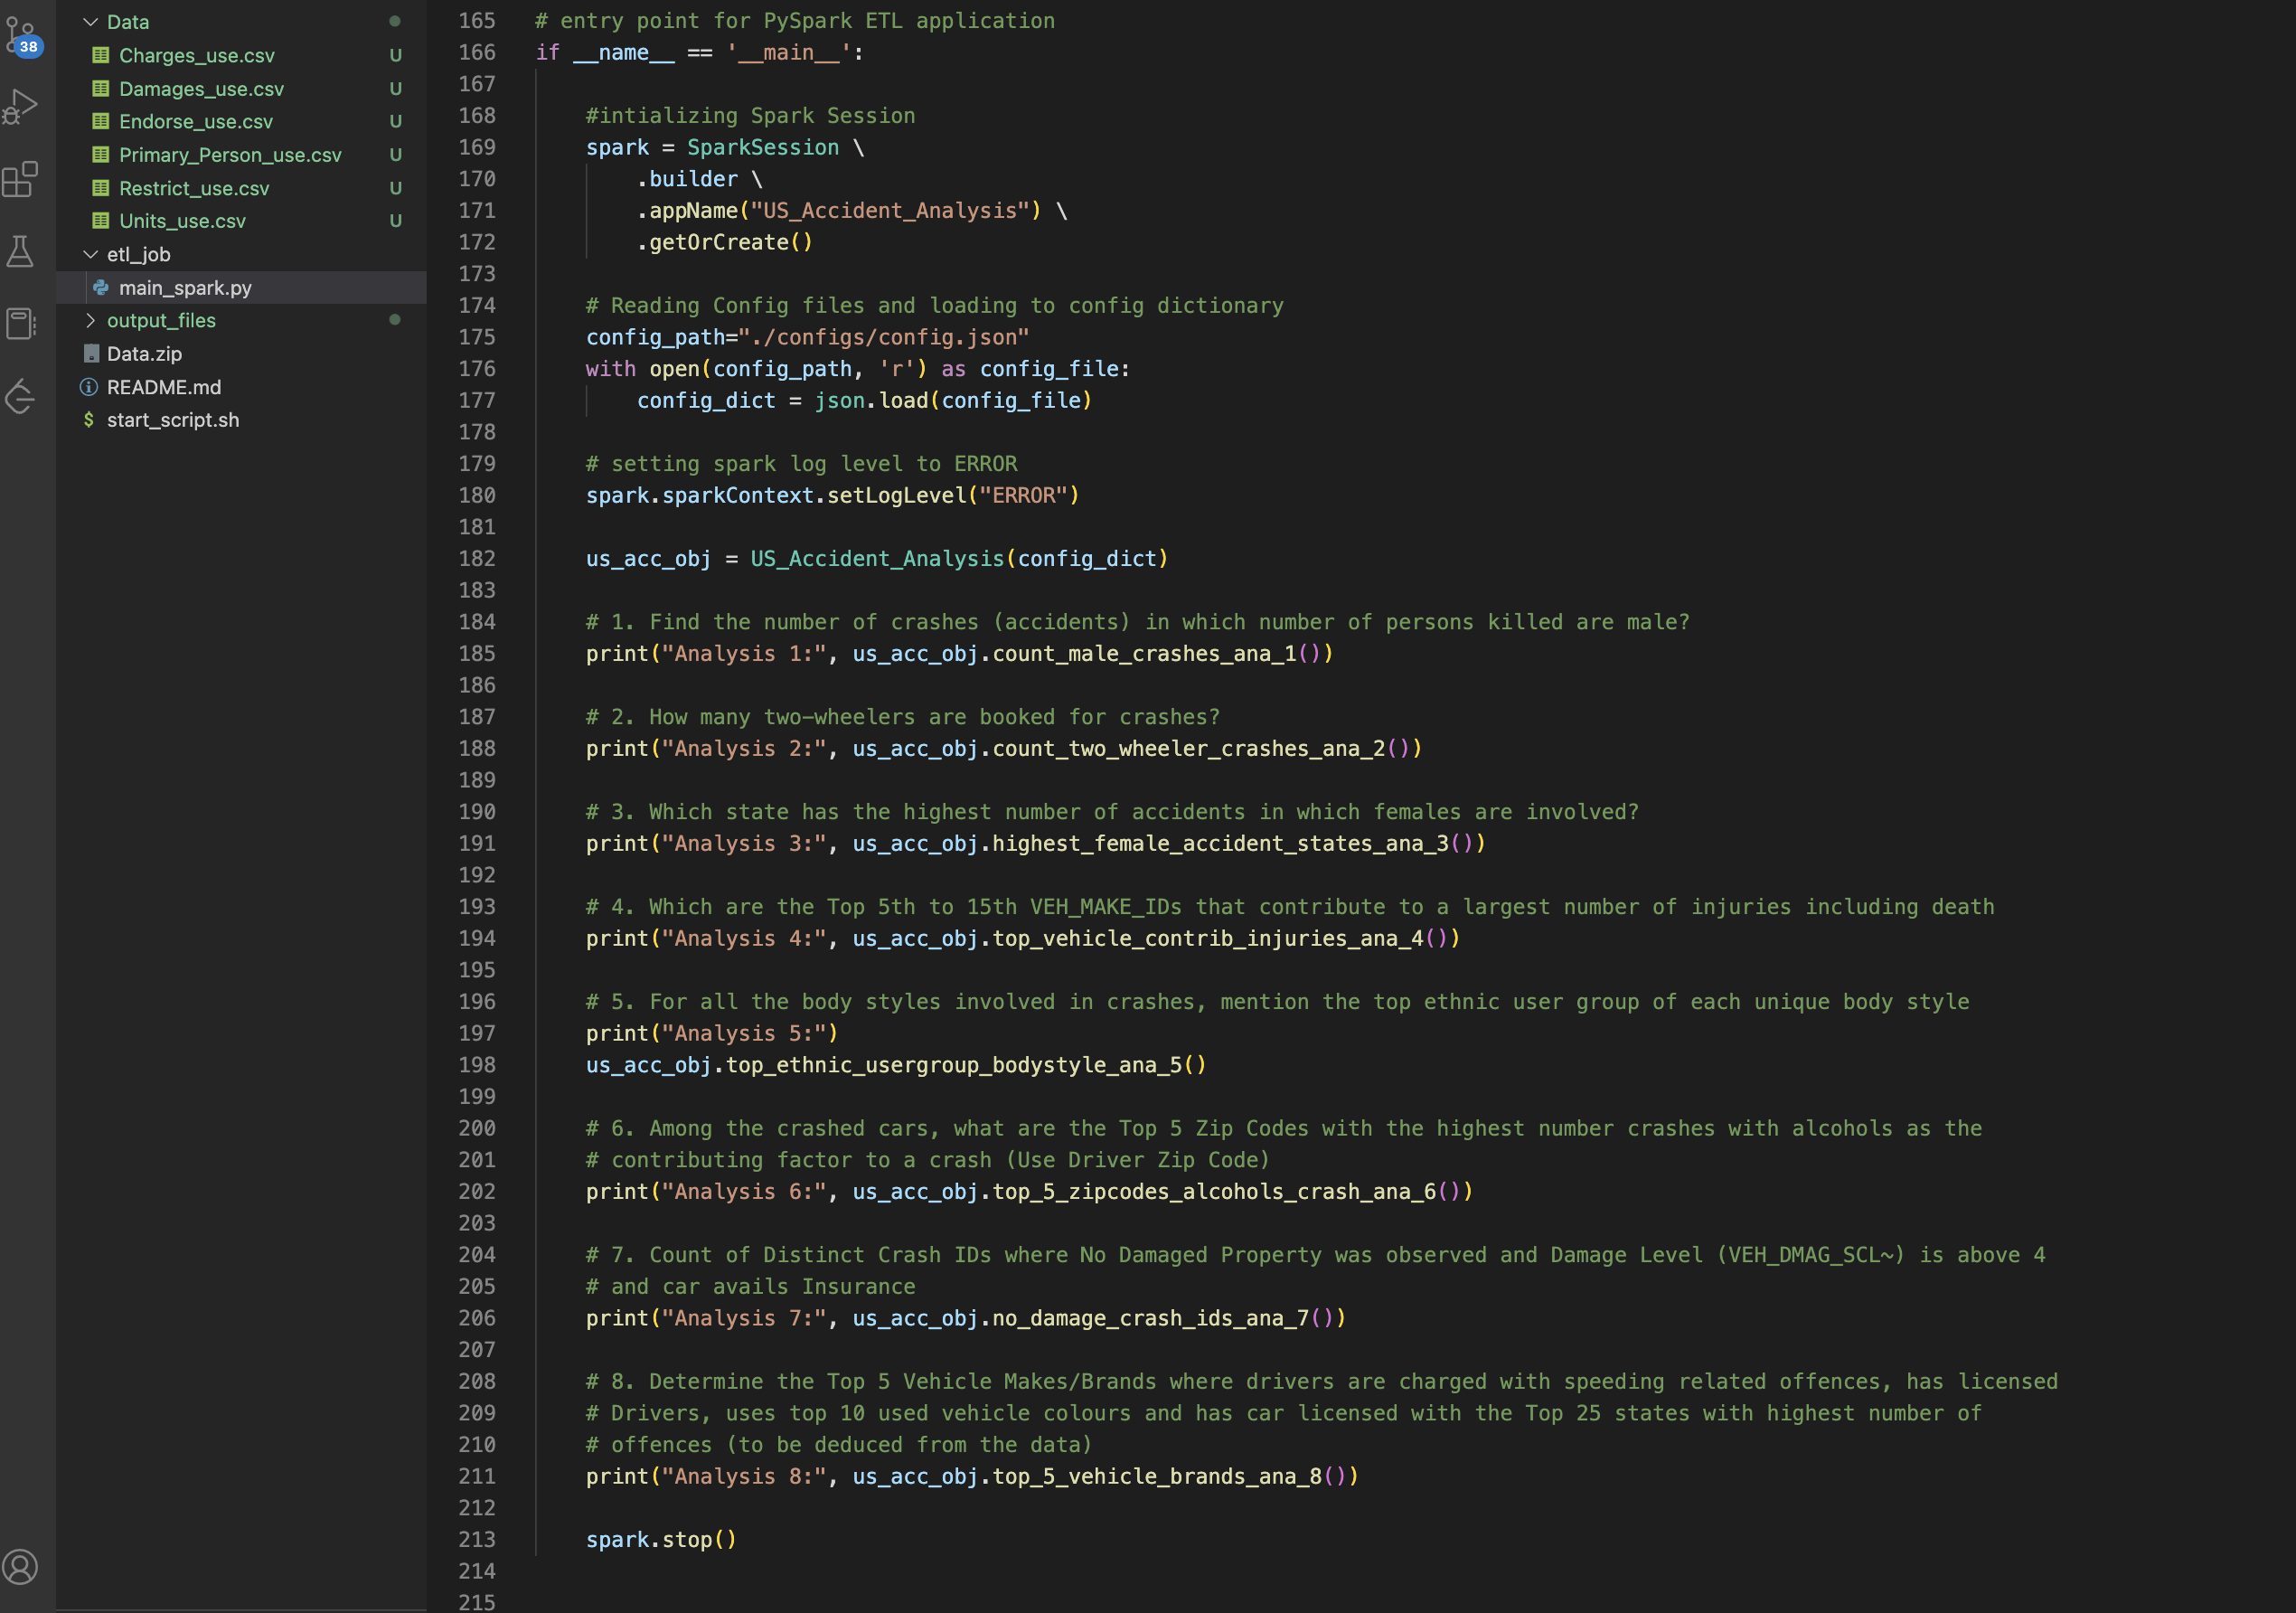 38
Data
Charges_use.csv U
Damages_use.csv U
Endorse_use.csv U
Primary_Person_use.csv U
Restrict_use.csv U
Units_use.csv U
etl_job
main_spark.py
output_files
Data.zip
README.md
$ start_script.sh
165 # entry point for PySpark ETL application
166 if __name__ == '__main__':
167
168     #intializing Spark Session
169     spark = SparkSession \
170         .builder \
171         .appName("US_Accident_Analysis") \
172         .getOrCreate()
173
174     # Reading Config files and loading to config dictionary
175     config_path="./configs/config.json"
176     with open(config_path, 'r') as config_file:
177         config_dict = json.load(config_file)
178
179     # setting spark log level to ERROR
180     spark.sparkContext.setLogLevel("ERROR")
181
182     us_acc_obj = US_Accident_Analysis(config_dict)
183
184     # 1. Find the number of crashes (accidents) in which number of persons killed are male?
185     print("Analysis 1:", us_acc_obj.count_male_crashes_ana_1())
186
187     # 2. How many two-wheelers are booked for crashes?
188     print("Analysis 2:", us_acc_obj.count_two_wheeler_crashes_ana_2())
189
190     # 3. Which state has the highest number of accidents in which females are involved?
191     print("Analysis 3:", us_acc_obj.highest_female_accident_states_ana_3())
192
193     # 4. Which are the Top 5th to 15th VEH_MAKE_IDs that contribute to a largest number of injuries including death
194     print("Analysis 4:", us_acc_obj.top_vehicle_contrib_injuries_ana_4())
195
196     # 5. For all the body styles involved in crashes, mention the top ethnic user group of each unique body style
197     print("Analysis 5:")
198     us_acc_obj.top_ethnic_usergroup_bodystyle_ana_5()
199
200     # 6. Among the crashed cars, what are the Top 5 Zip Codes with the highest number crashes with alcohols as the
201     # contributing factor to a crash (Use Driver Zip Code)
202     print("Analysis 6:", us_acc_obj.top_5_zipcodes_alcohols_crash_ana_6())
203
204     # 7. Count of Distinct Crash IDs where No Damaged Property was observed and Damage Level (VEH_DMAG_SCL~) is above 4
205     # and car avails Insurance
206     print("Analysis 7:", us_acc_obj.no_damage_crash_ids_ana_7())
207
208     # 8. Determine the Top 5 Vehicle Makes/Brands where drivers are charged with speeding related offences, has licensed
209     # Drivers, uses top 10 used vehicle colours and has car licensed with the Top 25 states with highest number of
210     # offences (to be deduced from the data)
211     print("Analysis 8:", us_acc_obj.top_5_vehicle_brands_ana_8())
212
213     spark.stop()
214
215